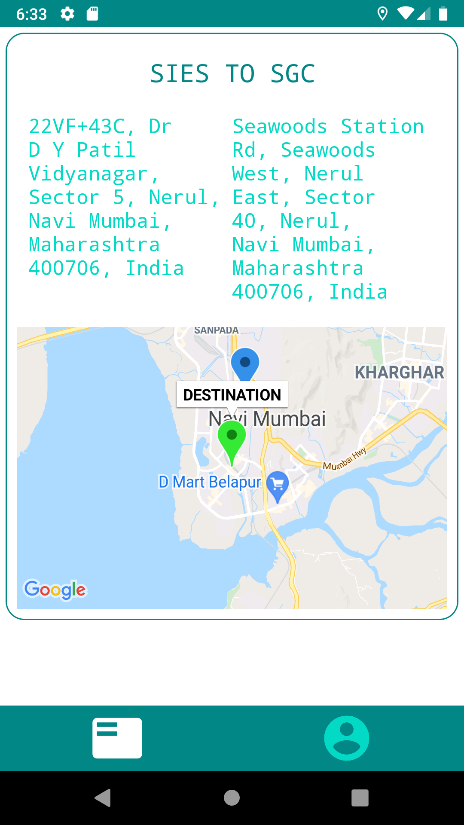 6:33
SIES TO SGC
22VF+43C, Dr
D Y Patil
Vidyanagar,
Sector 5, Nerul,
Navi Mumbai,
Maharashtra
400706, India
Seawoods Station
Rd, Seawoods
West, Nerul
East, Sector
40, Nerul,
Navi Mumbai,
Maharashtra
400706, India
SANPADA
KHARGHAR
DESTINATION
Navi Mumbai
Mumbai Hwy
D Mart Belapur
Google